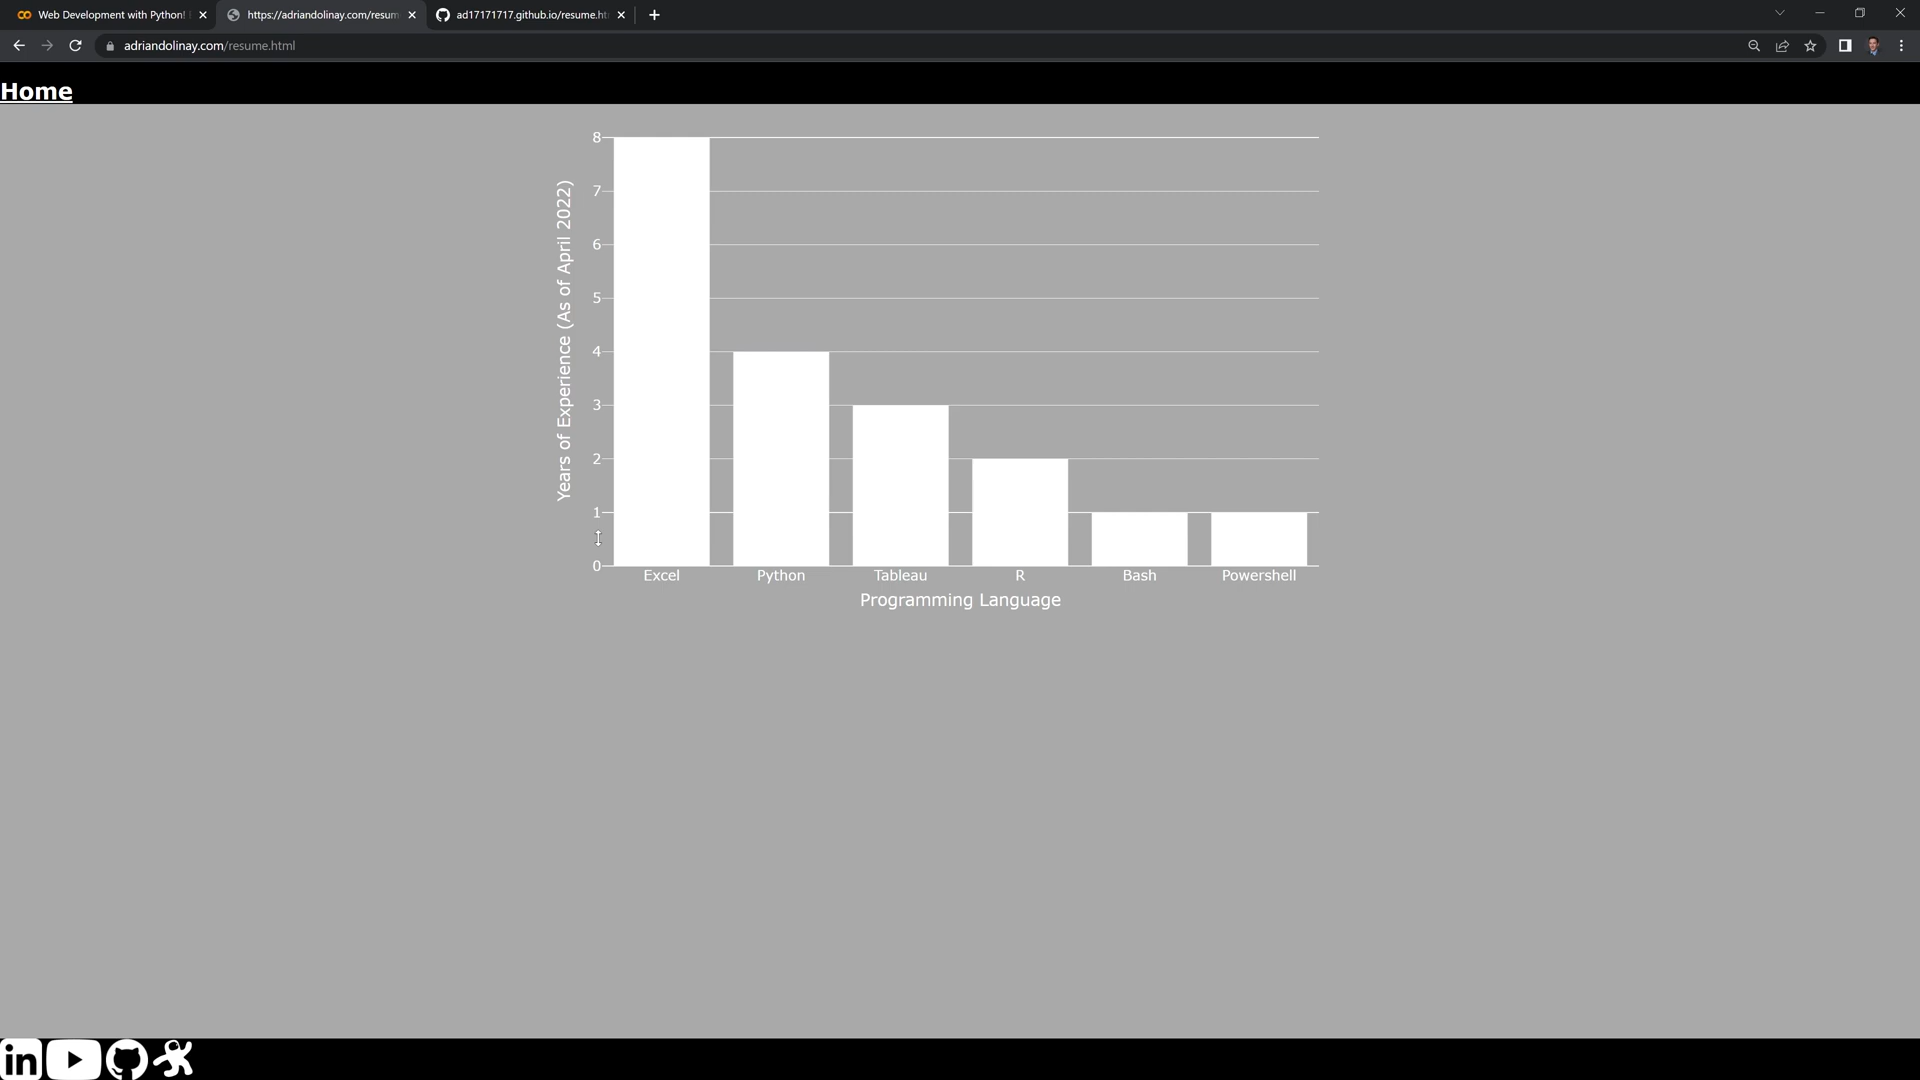 Web Development with Python!
https://adriandolinay.com/resum
ad17171717.github.io/resume.ht
adriandolinay.com/resume.html
Home
8
7
6
5
4
3
2
1
0
Years of Experience (As of April 2022)
Excel Python Tableau R Bash Powershell
Programming Language
in